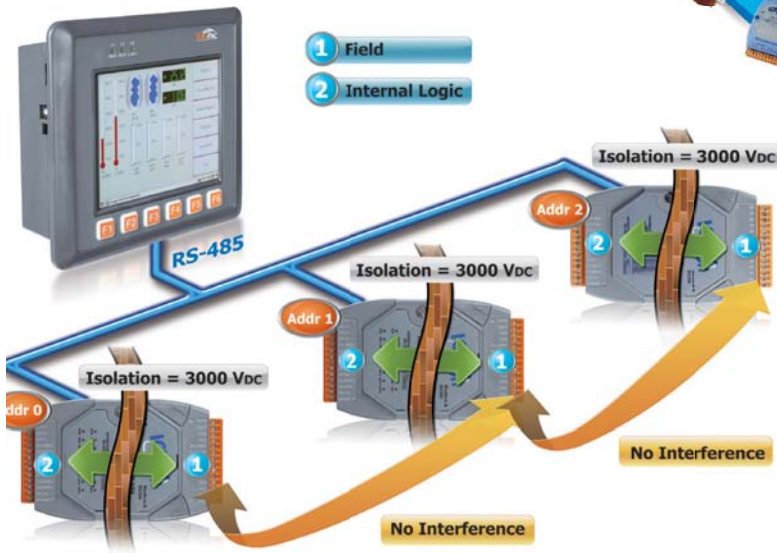 1 Field
2 Internal Logic
Isolation = 3000 VDC
Addr 2
2
1
RS-485
F1 F2 F3 F4 F5 F6
Isolation = 3000 VDC
Addr 1
2
1
Isolation = 3000 VDC
ddr 0
2
1
No Interference
No Interference